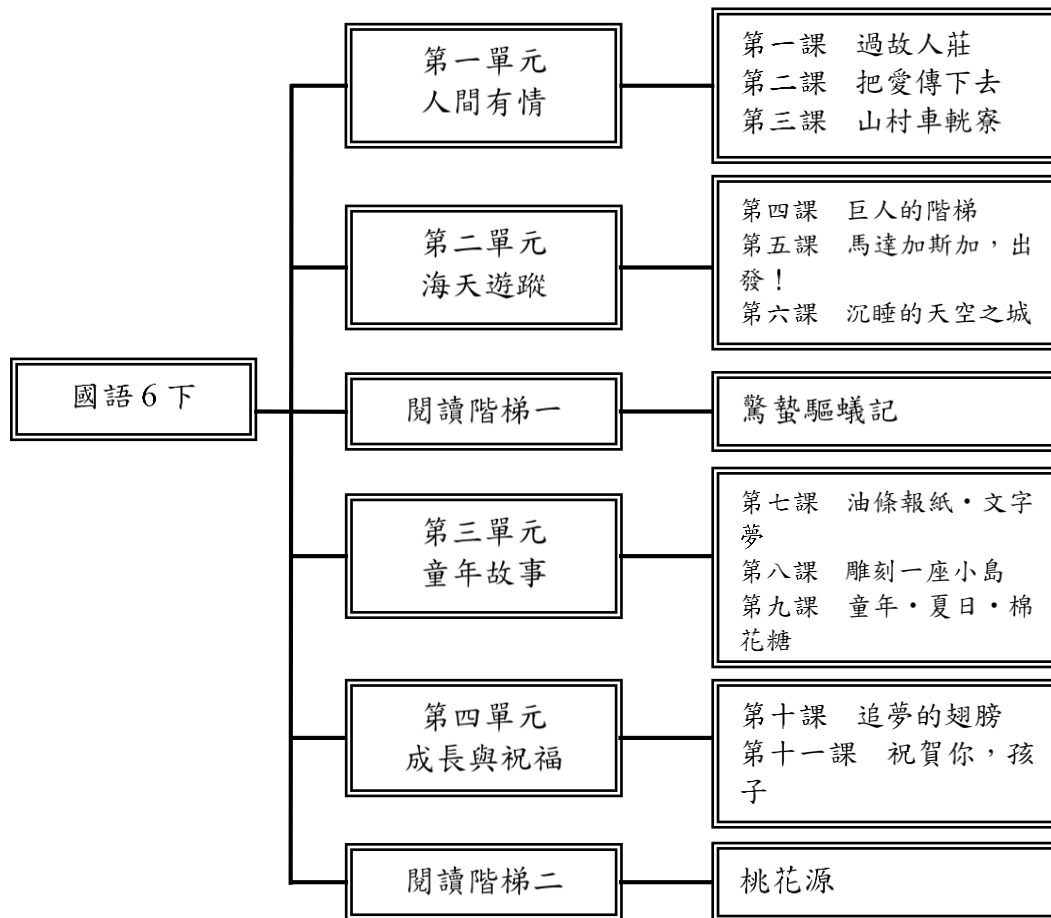 國語6下
第一單元
人間有情
第一課　過故人莊
第二課　把愛傳下去
第三課　山村車輄寮
第二單元
海天遊蹤
第四課　巨人的階梯
第五課　馬達加斯加，出
發！
第六課　沉睡的天空之城
閱讀階梯一
驚蟄驅蟻記
第三單元
童年故事
第七課　油條報紙・文字
夢
第八課　雕刻一座小島
第九課　童年・夏日・棉
花糖
第四單元
成長與祝福
第十課　追夢的翅膀
第十一課　祝賀你，孩
子
閱讀階梯二
桃花源